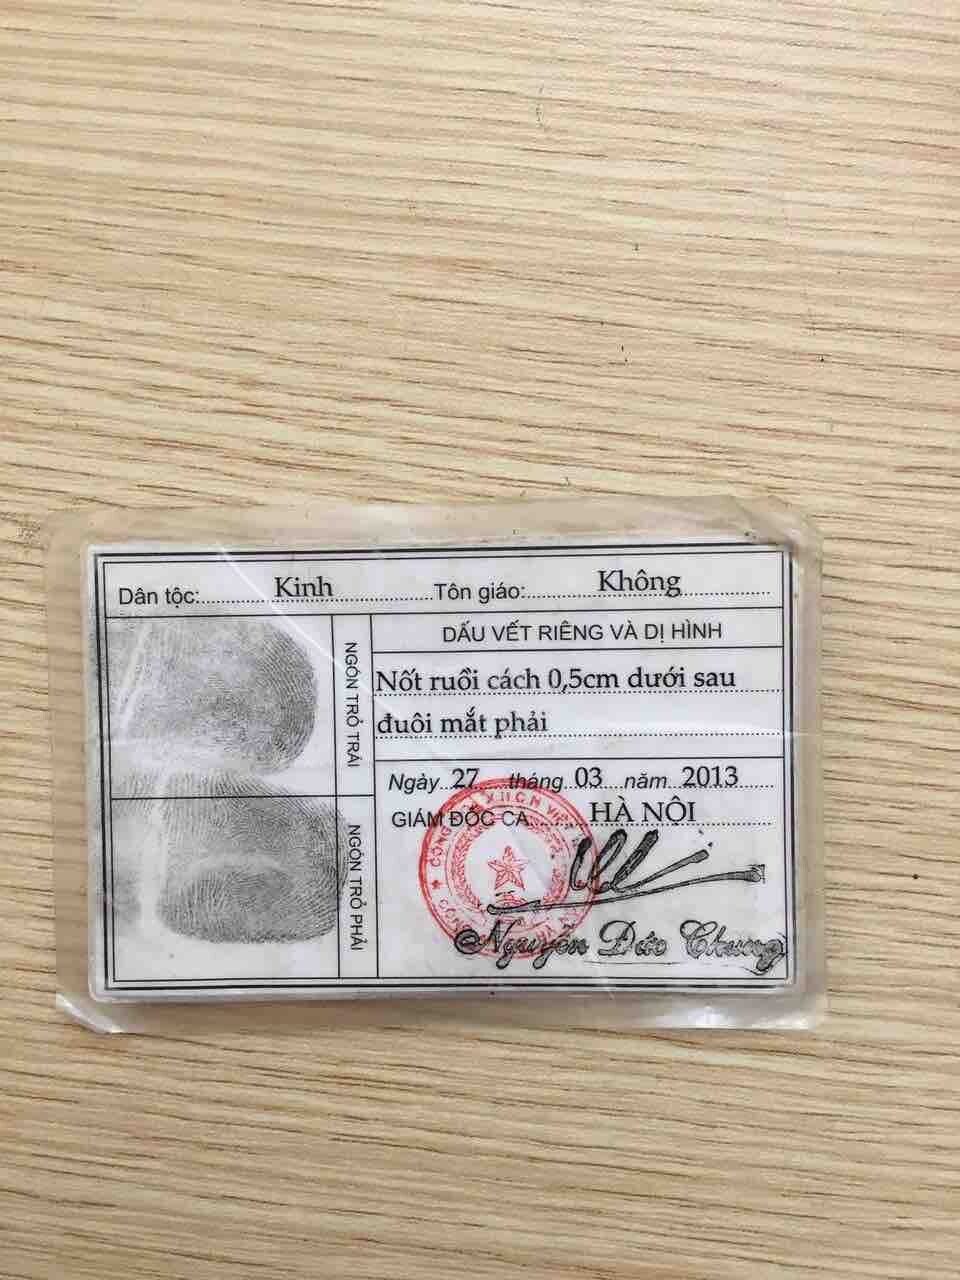 Dân tộc: Kinh Tôn giáo: Không
DẤU VẾT RIÊNG VÀ DỊ HÌNH
NGÓN TRỎ TRÁI
Nốt ruồi cách 0,5cm dưới sau
đuôi mắt phải
Ngày 27 tháng 03 năm 2013
GIÁM ĐỐC CA HÀ NỘI
NGÓN TRỎ PHẢI
Nguyễn Đức Chung